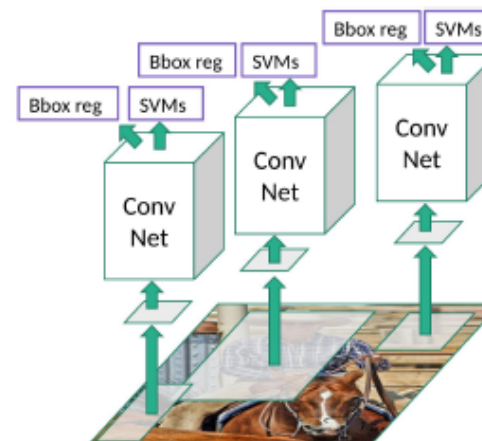 Bbox reg SVMs
Conv
Net
Bbox reg SVMs
Conv
Net
Bbox reg SVMs
Conv
Net